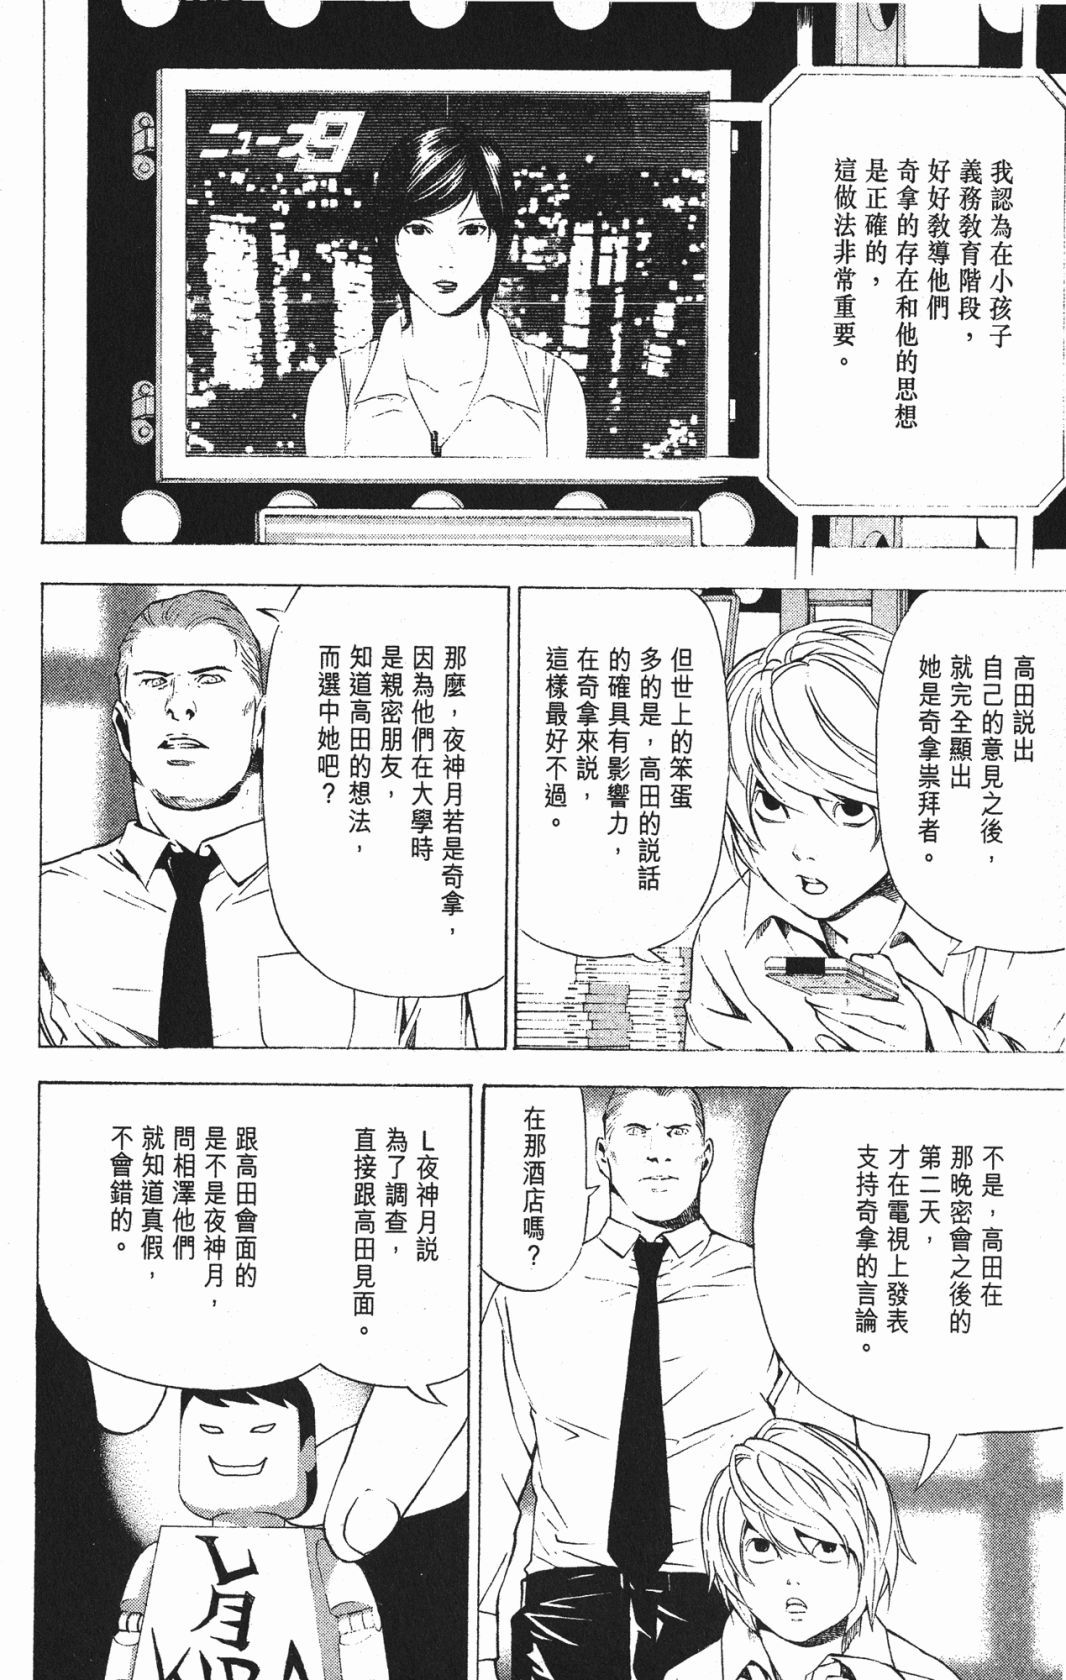 ニュース9
我認為在小孩子
義務教育階段，
好好教導他們
奇拿的存在和他的思想
是正確的，
這做法非常重要。
高田說出
自己的意見之後，
就完全顯出
她是奇拿崇拜者。
但世上的笨蛋
多的是，高田的說話
的確具有影響力，
在奇拿來說，
這樣最好不過。
那麼，夜神月若是奇拿，
因為他們在大學時
是親密朋友，
知道高田的想法，
而選中她吧？
不是，高田在
那晚密會之後的
第二天，
才在電視上發表
支持奇拿的言論。
在那酒店嗎？
L夜神月說
為了調查，
直接跟高田見面。
跟高田會面的
是不是夜神月，
問相澤他們
就知道真假，
不會錯的。
L
月
KIRA